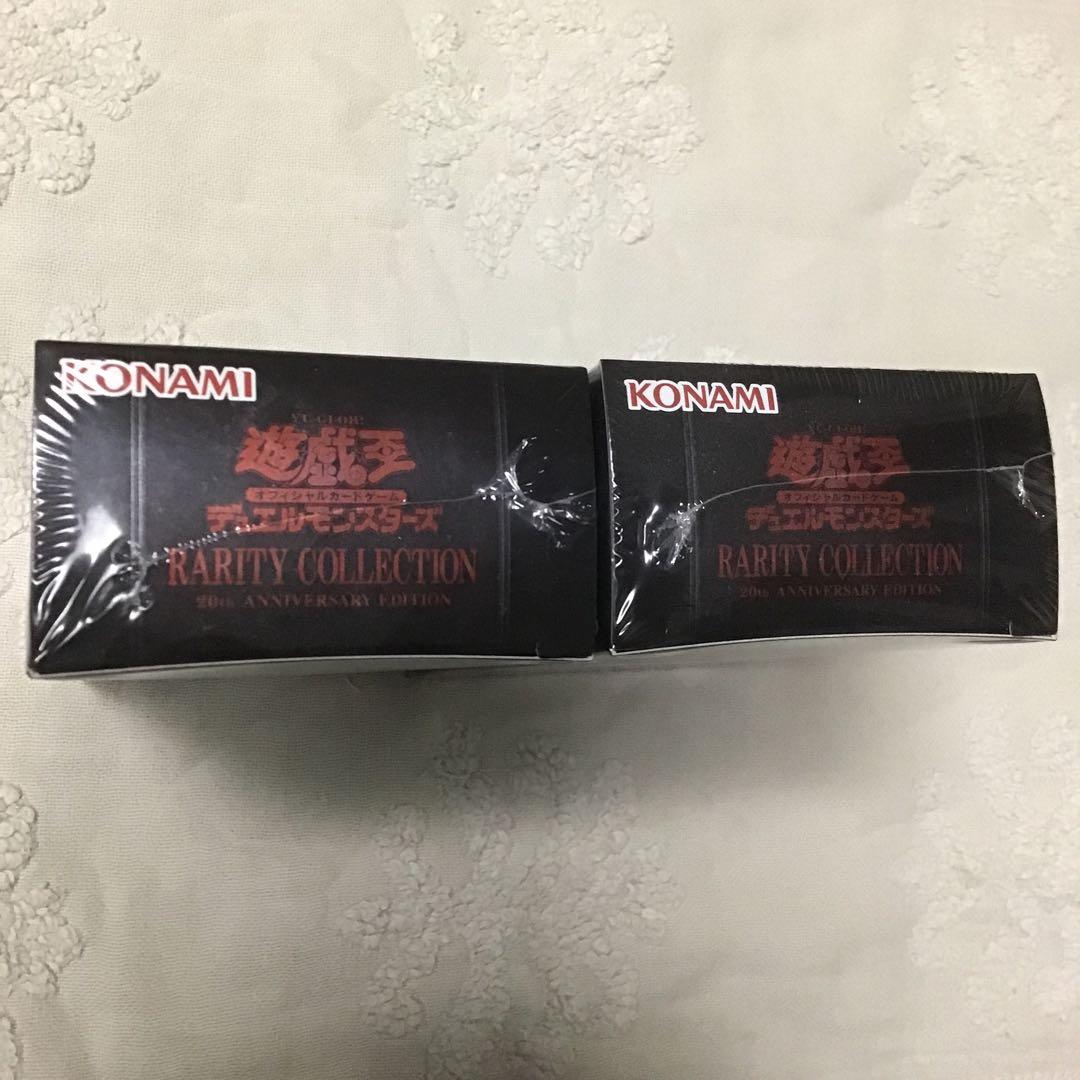 KONAMI
YU-GI-OH!
遊戯王
オフィシャルカードゲーム
デュエルモンスターズ
RARITY COLLECTION
20th ANNIVERSARY EDITION
KONAMI
YU-GI-OH!
遊戯王
オフィシャルカードゲーム
デュエルモンスターズ
RARITY COLLECTION
20th ANNIVERSARY EDITION